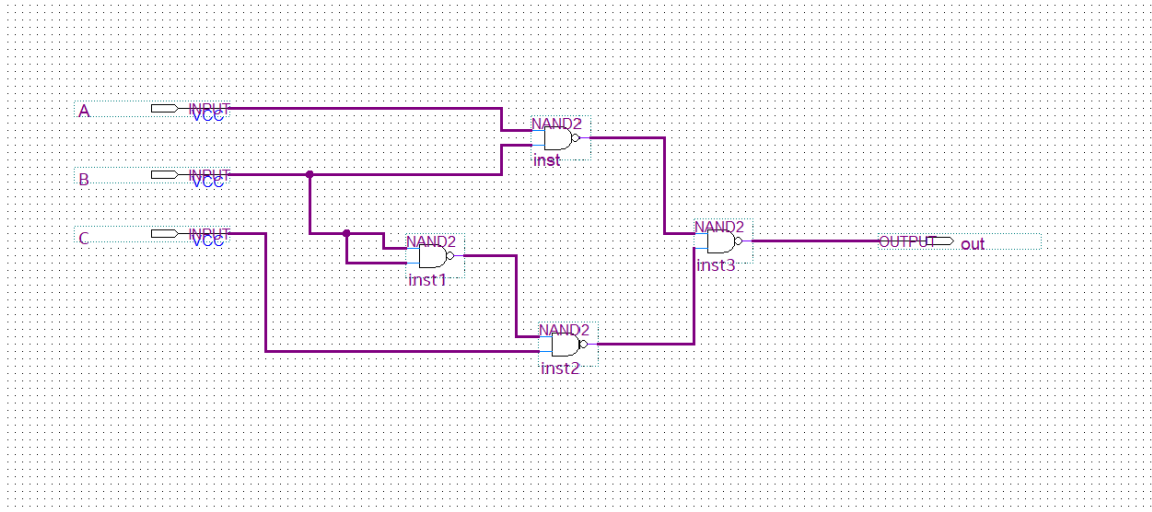 A INPUT
VCC
NAND2
inst
B INPUT
VCC
C INPUT
VCC
NAND2
inst1
NAND2
inst3
OUTPUT out
NAND2
inst2